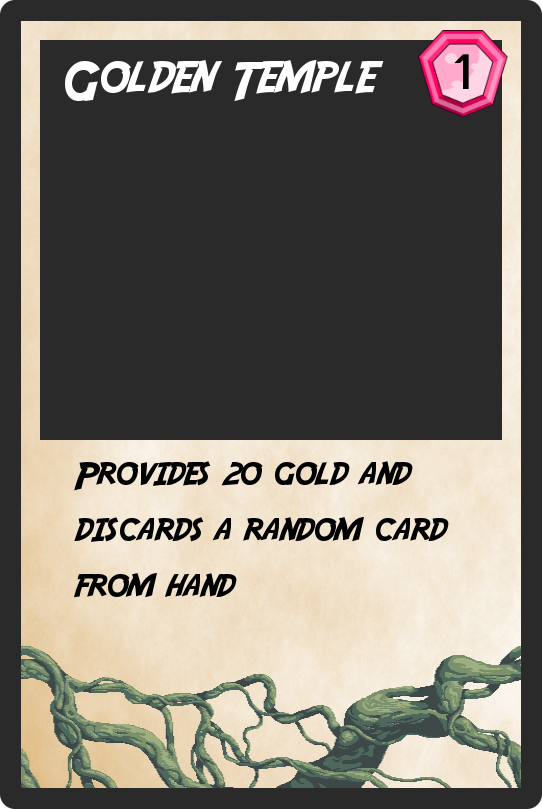 Golden Temple
1
Provides 20 gold and
discards a random card
from hand